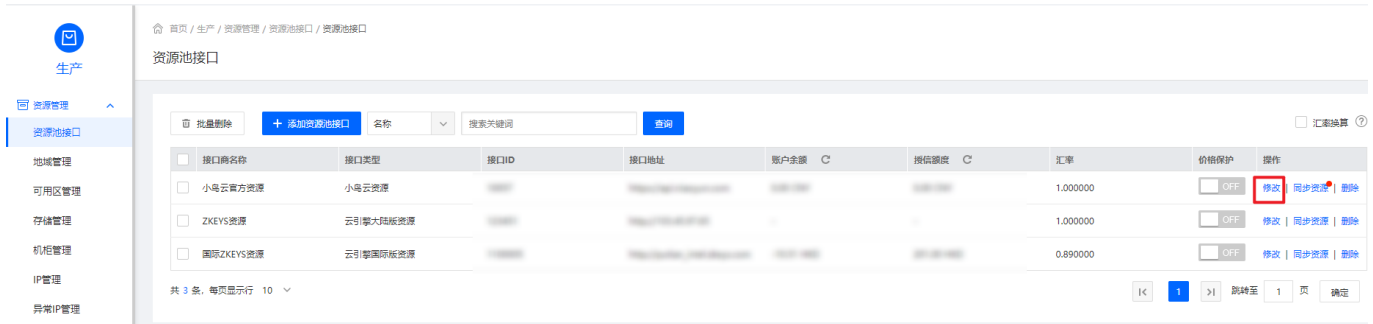 首页 / 生产 / 资源管理 / 资源池接口 / 资源池接口
生产
资源池接口
资源管理
资源池接口
地域管理
可用区管理
存储管理
机柜管理
IP管理
异常IP管理
批量删除 + 添加资源池接口 名称 搜索关键词 查询 汇率换算
接口商名称 接口类型 接口ID 接口地址 账户余额 授信额度 汇率 价格保护 操作
小鸟云官方资源 小鸟云资源 1.000000 OFF 修改 | 同步资源 | 删除
ZKEYS资源 云引擎大陆版资源 1.000000 OFF 修改 | 同步资源 | 删除
国际ZKEYS资源 云引擎国际版资源 0.890000 OFF 修改 | 同步资源 | 删除
共 3 条, 每页显示行 10 1 跳转至 1 页 确定